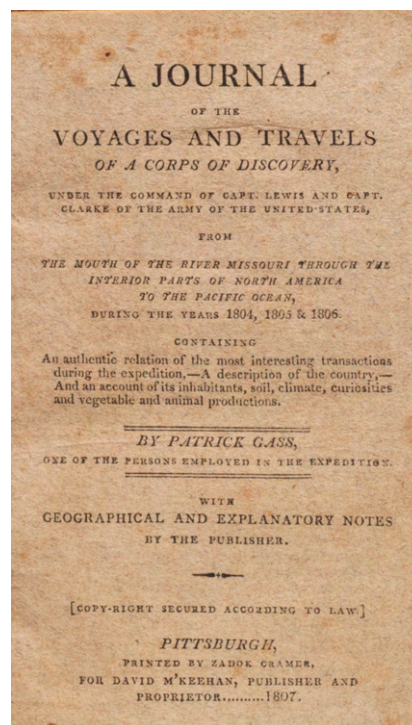 A JOURNAL
OF THE
VOYAGES AND TRAVELS
OF A CORPS OF DISCOVERY,
UNDER THE COMMAND OF CAPT. LEWIS AND CAPT.
CLARKE OF THE ARMY OF THE UNITED-STATES,
FROM
THE MOUTH OF THE RIVER MISSOURI THROUGH THE
INTERIOR PARTS OF NORTH AMERICA
TO THE PACIFIC OCEAN,
DURING THE YEARS 1804, 1805 & 1806.
CONTAINING
An authentic relation of the most interesting transactions
during the expedition,—A description of the country,—
And an account of its inhabitants, soil, climate, curiosities
and vegetable and animal productions.
BY PATRICK GASS,
ONE OF THE PERSONS EMPLOYED IN THE EXPEDITION.
WITH
GEOGRAPHICAL AND EXPLANATORY NOTES
BY THE PUBLISHER.
[COPY-RIGHT SECURED ACCORDING TO LAW.]
PITTSBURGH,
PRINTED BY ZADOK CRAMER,
FOR DAVID M'KEEHAN, PUBLISHER AND
PROPRIETOR..........1807.